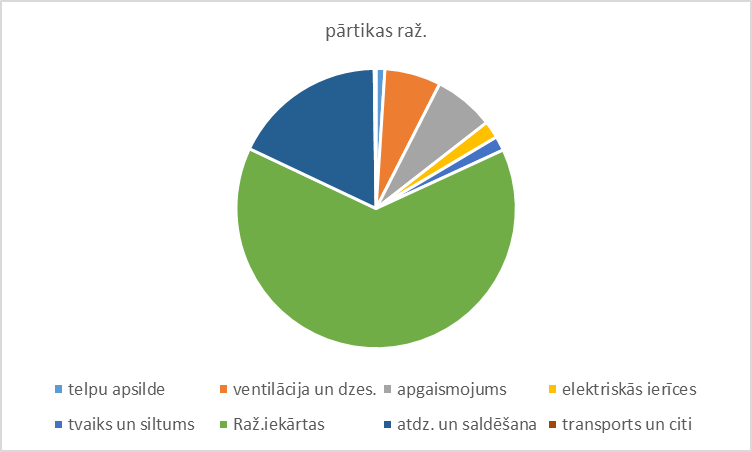 pārtikas raž.
telpu apsilde ventilācija un dzes. apgaismojums elektriskās ierīces
tvaiks un siltums Raž.iekārtas atdz. un saldēšana transports un citi